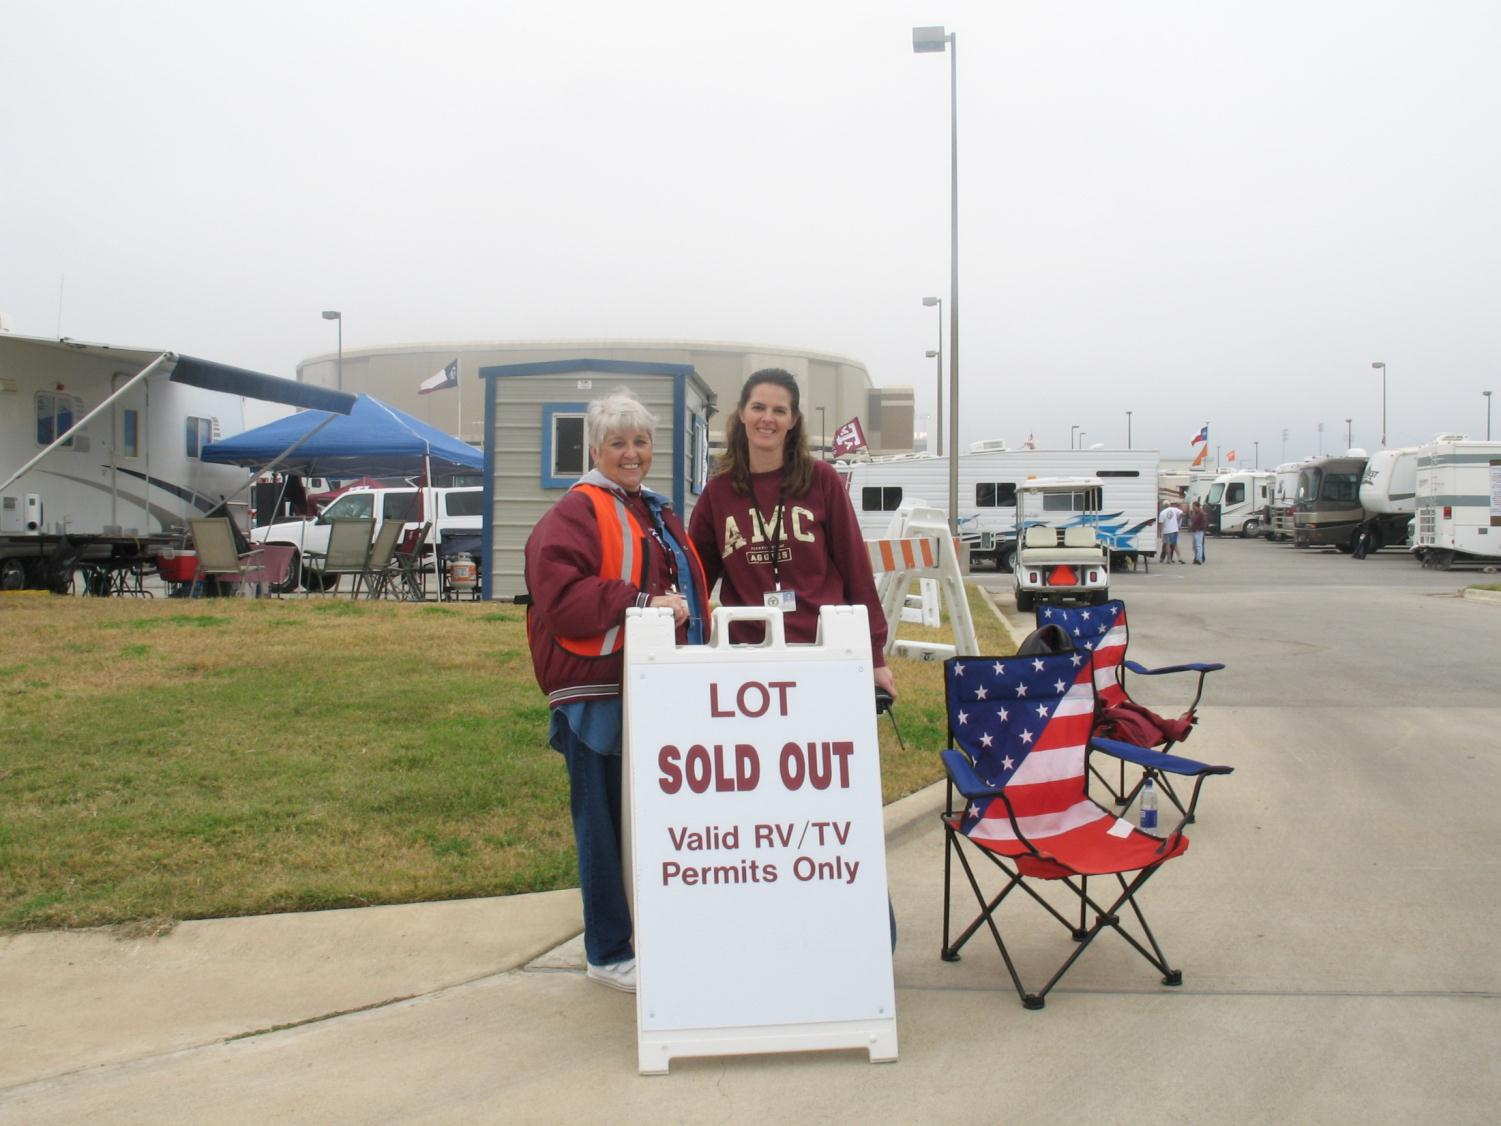 AMC
AGGIES
LOT
SOLD OUT
Valid RV/TV
Permits Only